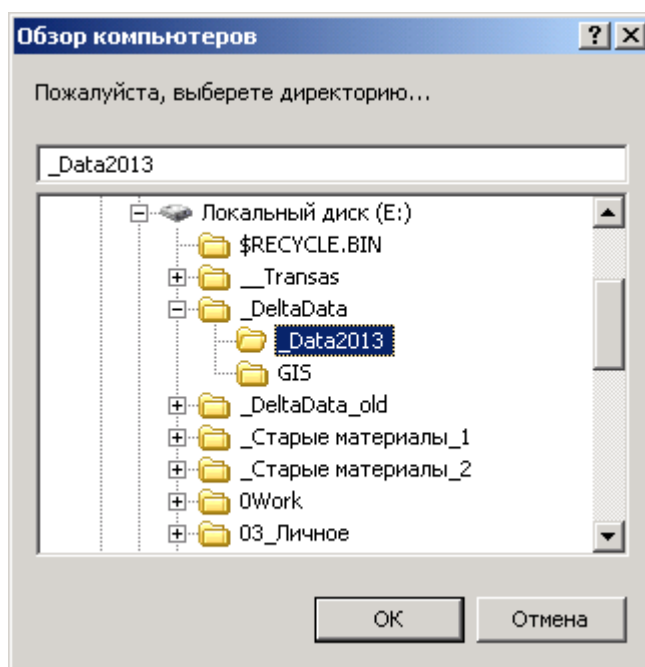 Обзор компьютеров
Пожалуйста, выберете директорию...
_Data2013
Локальный диск (E:)
$RECYCLE.BIN
__Transas
_DeltaData
_Data2013
GIS
_DeltaData_old
_Старые материалы_1
_Старые материалы_2
0Work
03_Личное
ОК Отмена